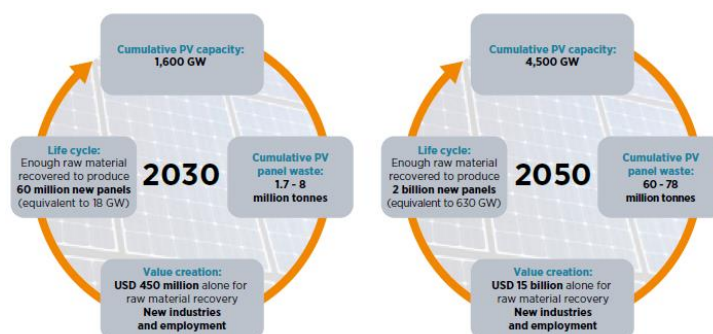 Cumulative PV capacity:
1,600 GW
Life cycle:
Enough raw material
recovered to produce
60 million new panels
(equivalent to 18 GW)
2030
Cumulative PV
panel waste:
1.7 - 8
million tonnes
Value creation:
USD 450 million alone for
raw material recovery
New industries
and employment
Cumulative PV capacity:
4,500 GW
Life cycle:
Enough raw material
recovered to produce
2 billion new panels
(equivalent to 630 GW)
2050
Cumulative PV
panel waste:
60 - 78
million tonnes
Value creation:
USD 15 billion alone for
raw material recovery
New industries
and employment